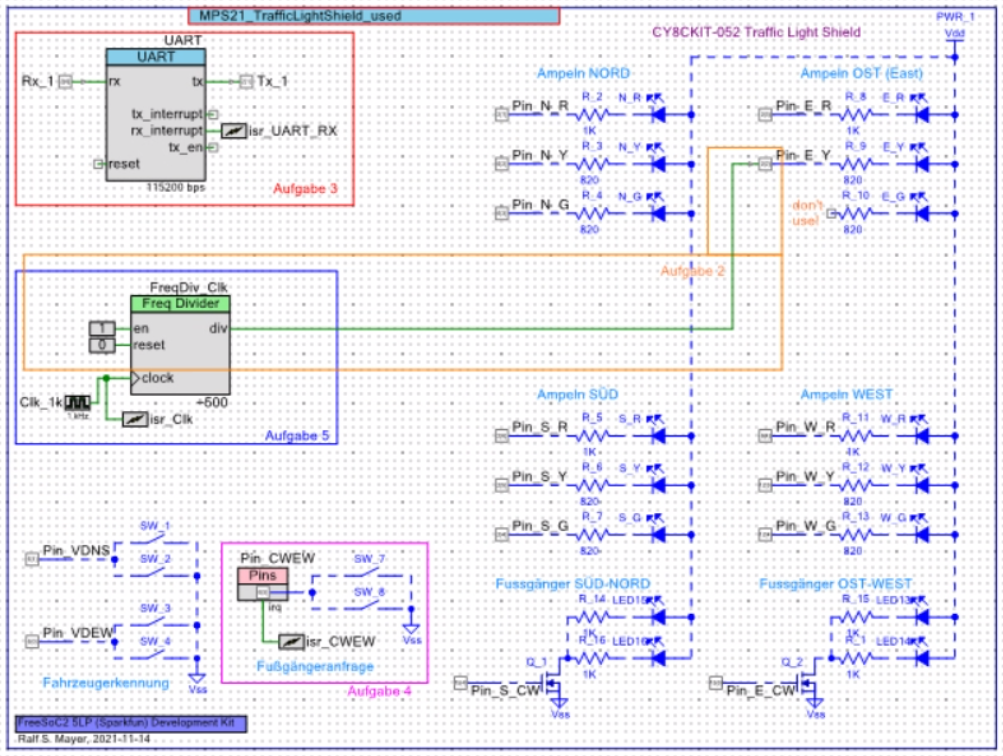 MPS21_TrafficLightShield_used
PWR_1
Vdd
CY8CKIT-052 Traffic Light Shield
UART
UART
Rx_1
rx
tx
Tx_1
tx_interrupt
rx_interrupt
isr_UART_RX
tx_en
reset
115200 bps
Aufgabe 3
Ampeln NORD
Pin_N_R
R_2
N_R
1K
Pin_N_Y
R_3
N_Y
820
Pin_N_G
R_4
N_G
820
Ampeln OST (East)
Pin_E_R
R_8
E_R
1K
Pin_E_Y
R_9
E_Y
820
don't
use!
R_10
E_G
820
Aufgabe 2
FreqDiv_Clk
Freq Divider
1
en
div
0
reset
clock
÷500
Clk_1k
1 kHz
isr_Clk
Aufgabe 5
Ampeln SÜD
Pin_S_R
R_5
S_R
1K
Pin_S_Y
R_6
S_Y
820
Pin_S_G
R_7
S_G
820
Ampeln WEST
Pin_W_R
R_11
W_R
1K
Pin_W_Y
R_12
W_Y
820
Pin_W_G
R_13
W_G
820
Pin_VDNS
SW_1
SW_2
Pin_VDEW
SW_3
SW_4
Vss
Fahrzeugerkennung
Pin_CWEW
Pins
irq
SW_7
SW_8
Vss
isr_CWEW
Fußgängeranfrage
Aufgabe 4
Fussgänger SÜD-NORD
R_14
LED15
1K
R_16
LED16
1K
Q_1
Pin_S_CW
Vss
Fussgänger OST-WEST
R_15
LED13
1K
R_1
LED14
1K
Q_2
Pin_E_CW
Vss
FreeSoC2 5LP (Sparkfun) Development Kit
Ralf S. Mayer, 2021-11-14